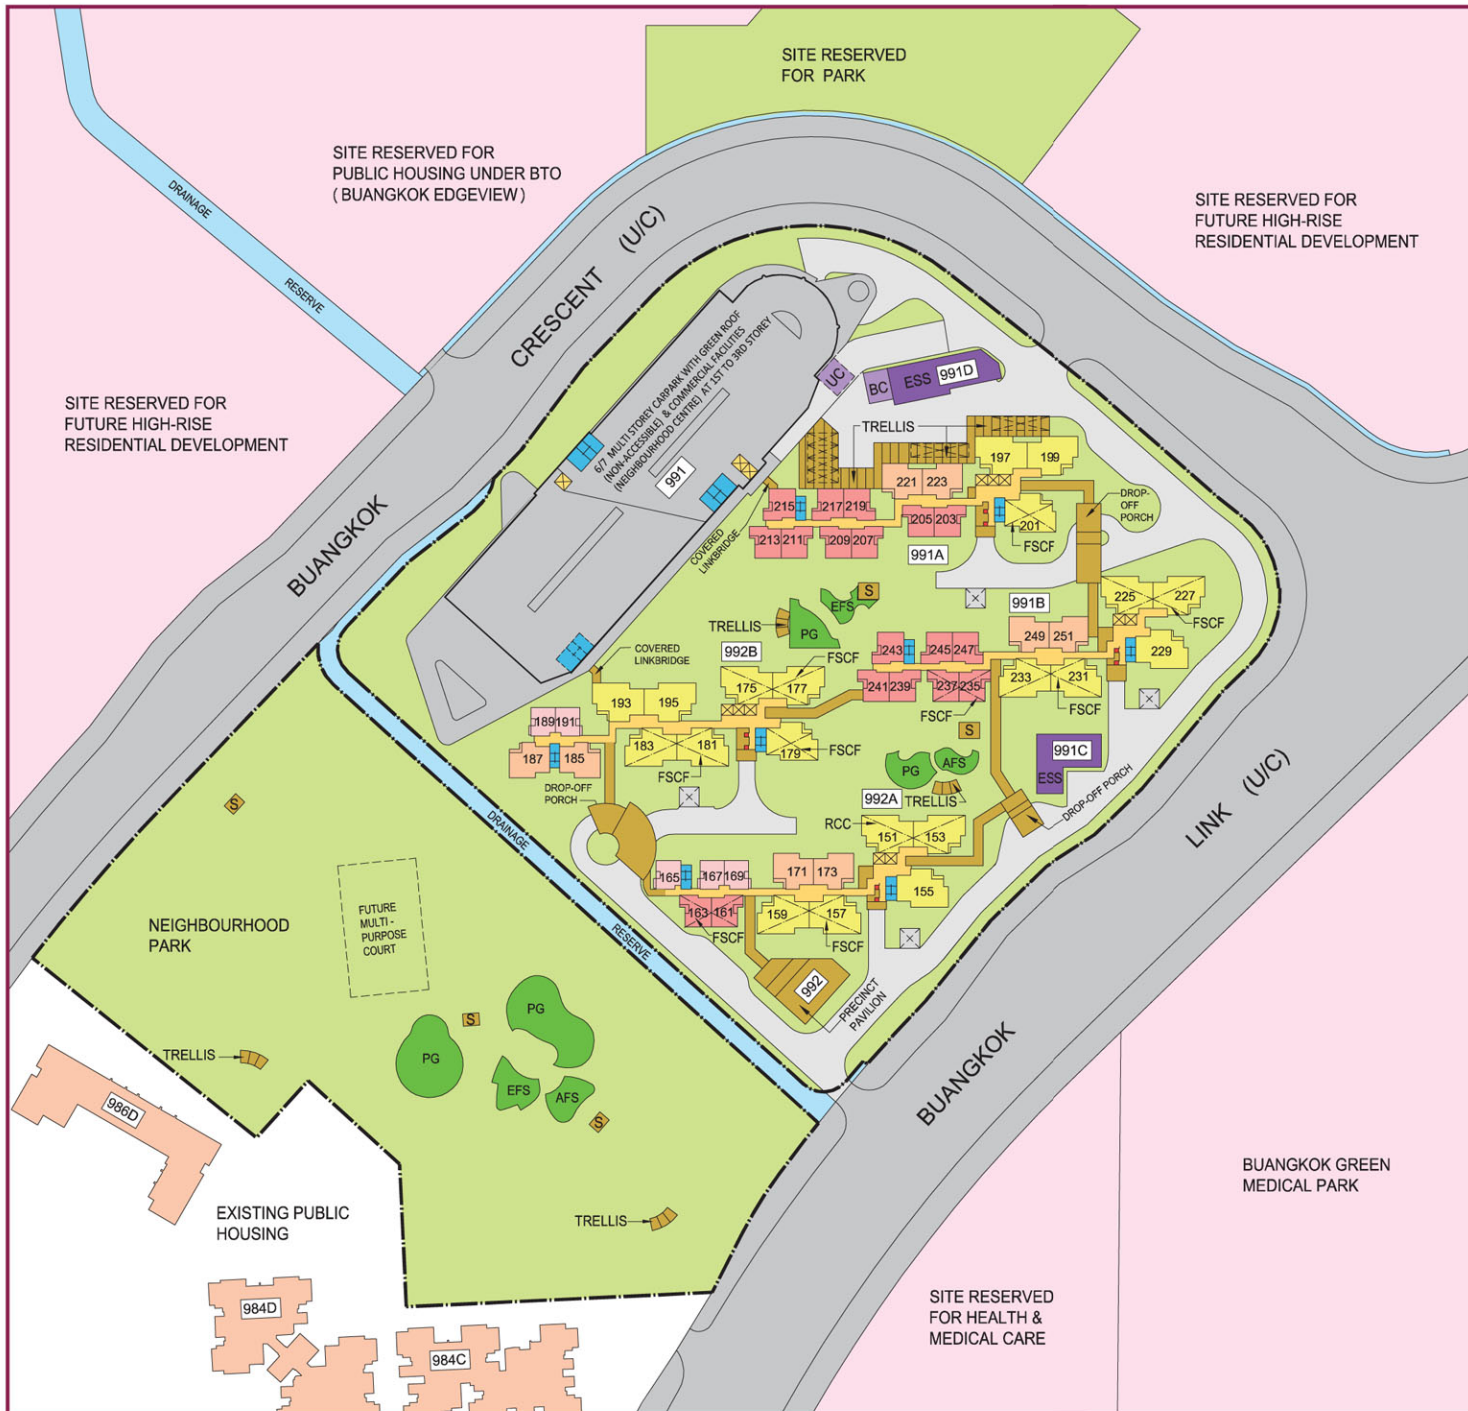 SITE RESERVED
FOR PARK
SITE RESERVED FOR
PUBLIC HOUSING UNDER BTO
( BUANGKOK EDGEVIEW )
DRAINAGE
RESERVE
SITE RESERVED FOR
FUTURE HIGH-RISE
RESIDENTIAL DEVELOPMENT
SITE RESERVED FOR
FUTURE HIGH-RISE
RESIDENTIAL DEVELOPMENT
BUANGKOK CRESCENT (U/C)
6/7 MULTI STOREY CARPARK WITH GREEN ROOF
(NON-ACCESSIBLE) & COMMERCIAL FACILITIES
(NEIGHBOURHOOD CENTRE) AT 1ST TO 3RD STOREY
991
UC
BC
ESS
991D
TRELLIS
197
199
221
223
215
217
219
205
203
201
213
211
209
207
FSCF
DROP-
OFF
PORCH
COVERED
LINKBRIDGE
991A
991B
S
EFS
PG
TRELLIS
225
227
FSCF
229
249
251
243
245
247
233
231
FSCF
241
239
237
235
FSCF
992B
FSCF
175
177
179
FSCF
COVERED
LINKBRIDGE
193
195
189
191
183
181
FSCF
187
185
DROP-OFF
PORCH
S
PG
AFS
TRELLIS
991C
ESS
DROP-OFF PORCH
992A
RCC
151
153
155
171
173
165
167
169
163
161
FSCF
159
157
FSCF
992
PRECINCT
PAVILION
DRAINAGE
RESERVE
BUANGKOK LINK (U/C)
S
NEIGHBOURHOOD
PARK
FUTURE
MULTI -
PURPOSE
COURT
PG
S
PG
EFS
AFS
S
TRELLIS
TRELLIS
986D
EXISTING PUBLIC
HOUSING
984D
984C
BUANGKOK GREEN
MEDICAL PARK
SITE RESERVED
FOR HEALTH &
MEDICAL CARE